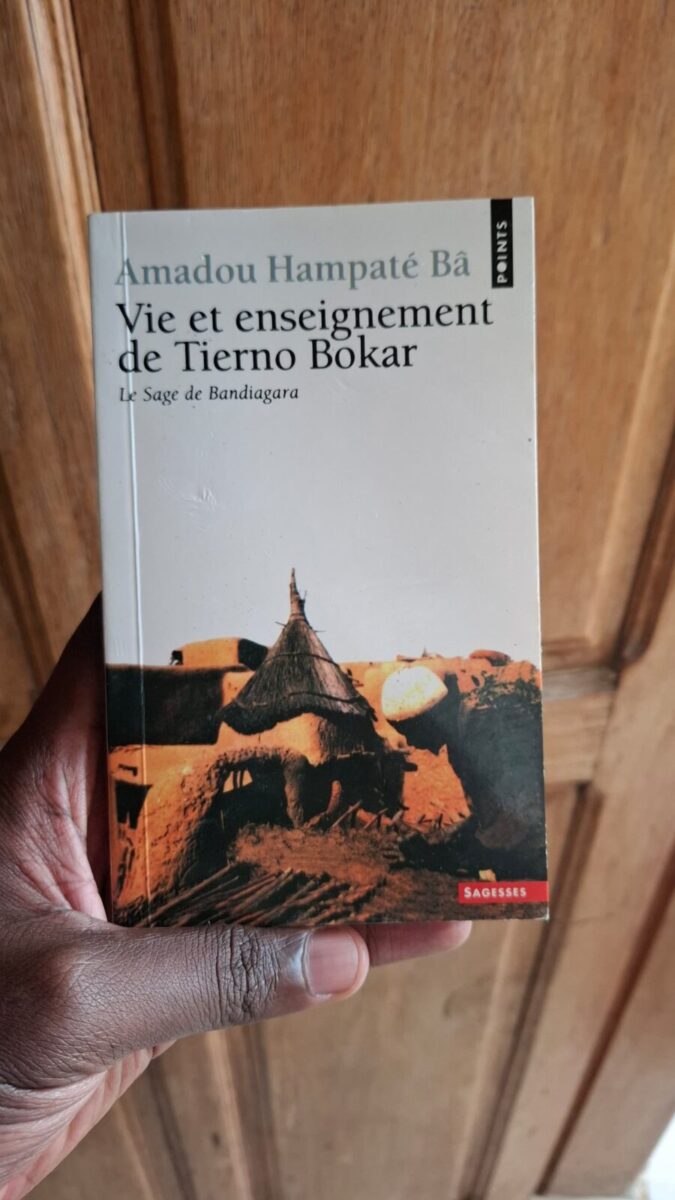 POINTS
Amadou Hampaté Bâ
Vie et enseignement
de Tierno Bokar
Le Sage de Bandiagara
SAGESSES